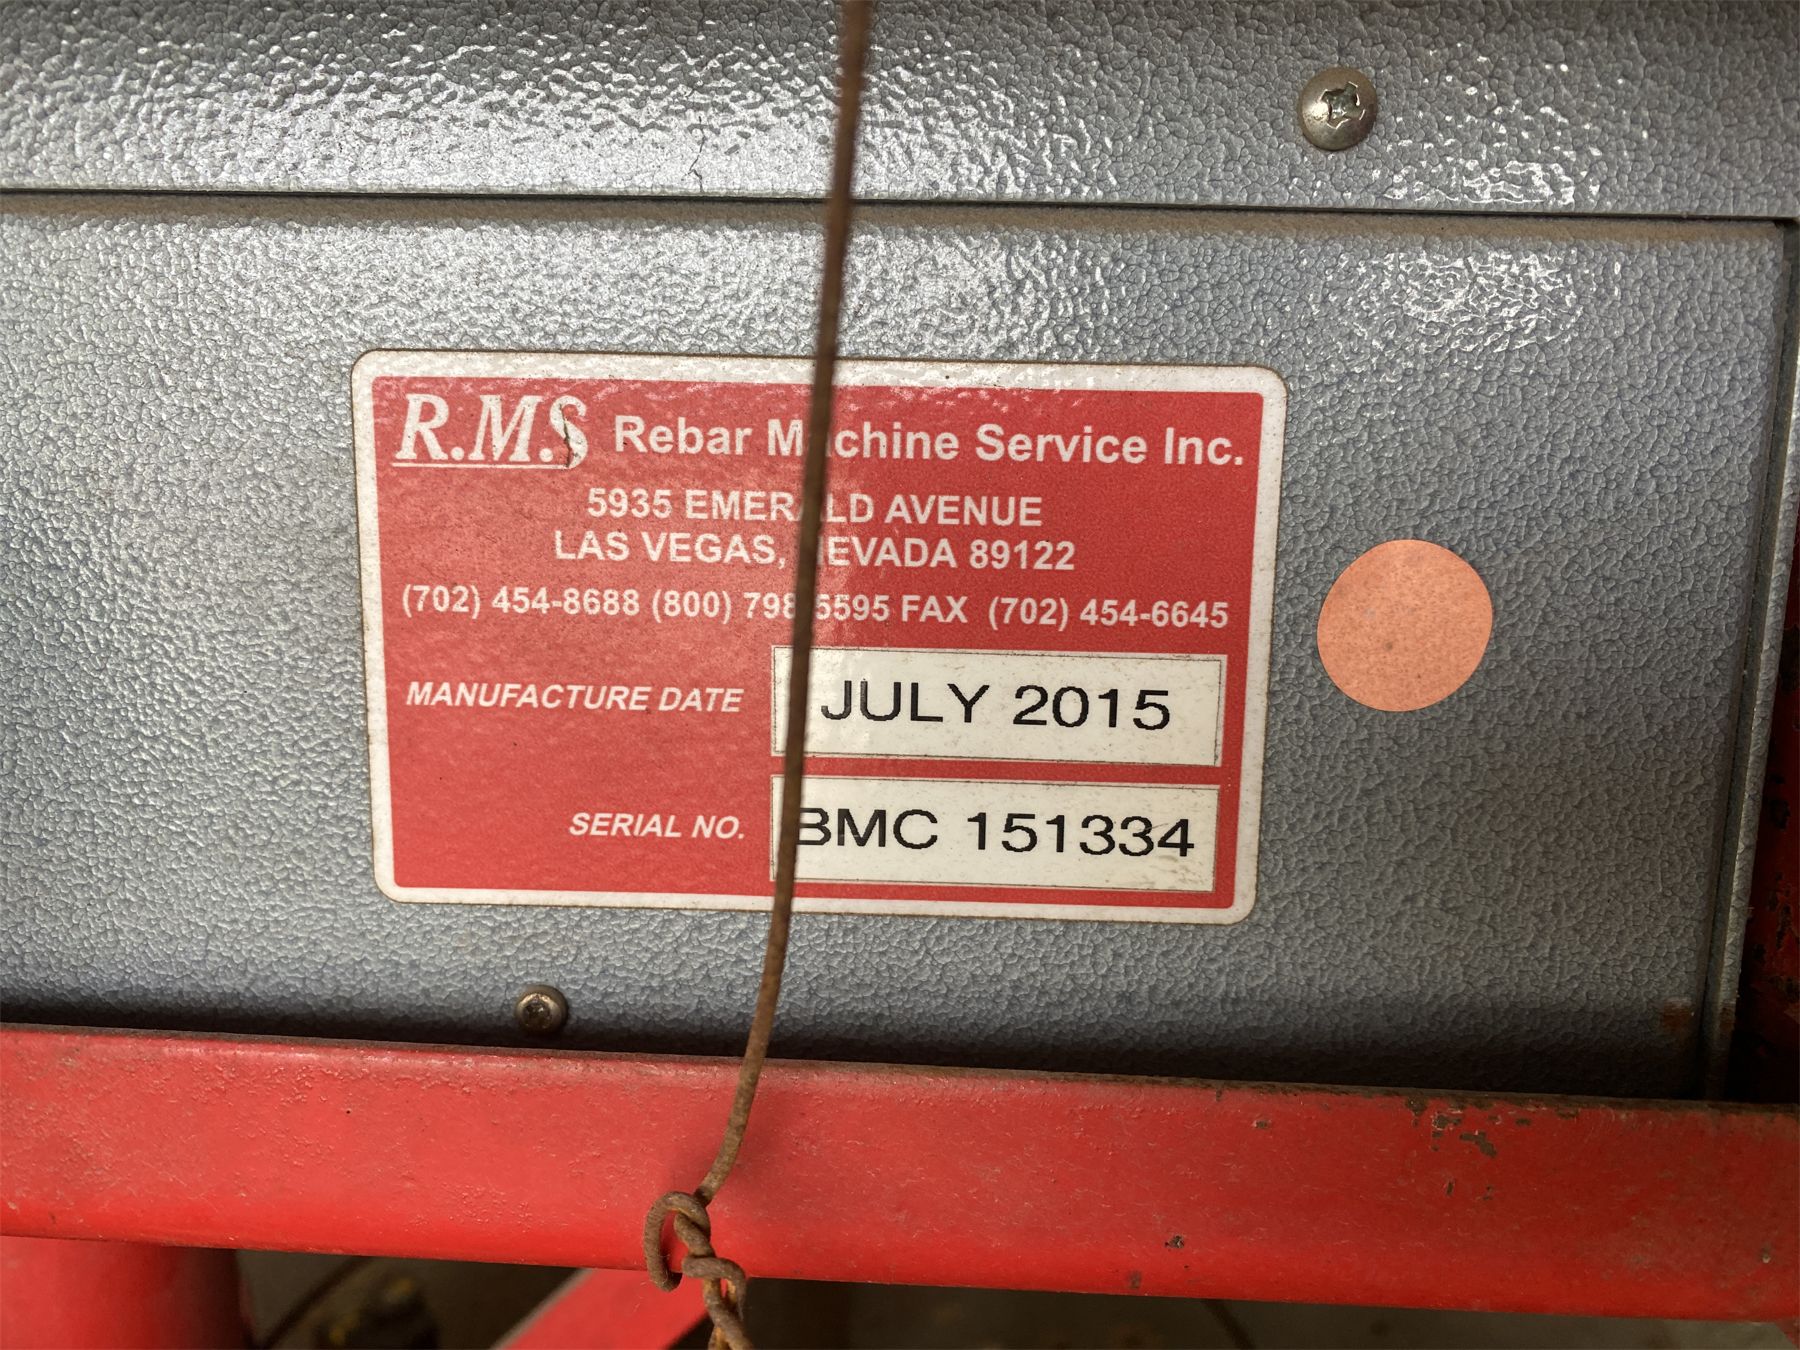 R.M.S Rebar Machine Service Inc.
5935 EMERALD AVENUE
LAS VEGAS, NEVADA 89122
(702) 454-8688 (800) 798-5595 FAX (702) 454-6645
MANUFACTURE DATE JULY 2015
SERIAL NO. BMC 151334